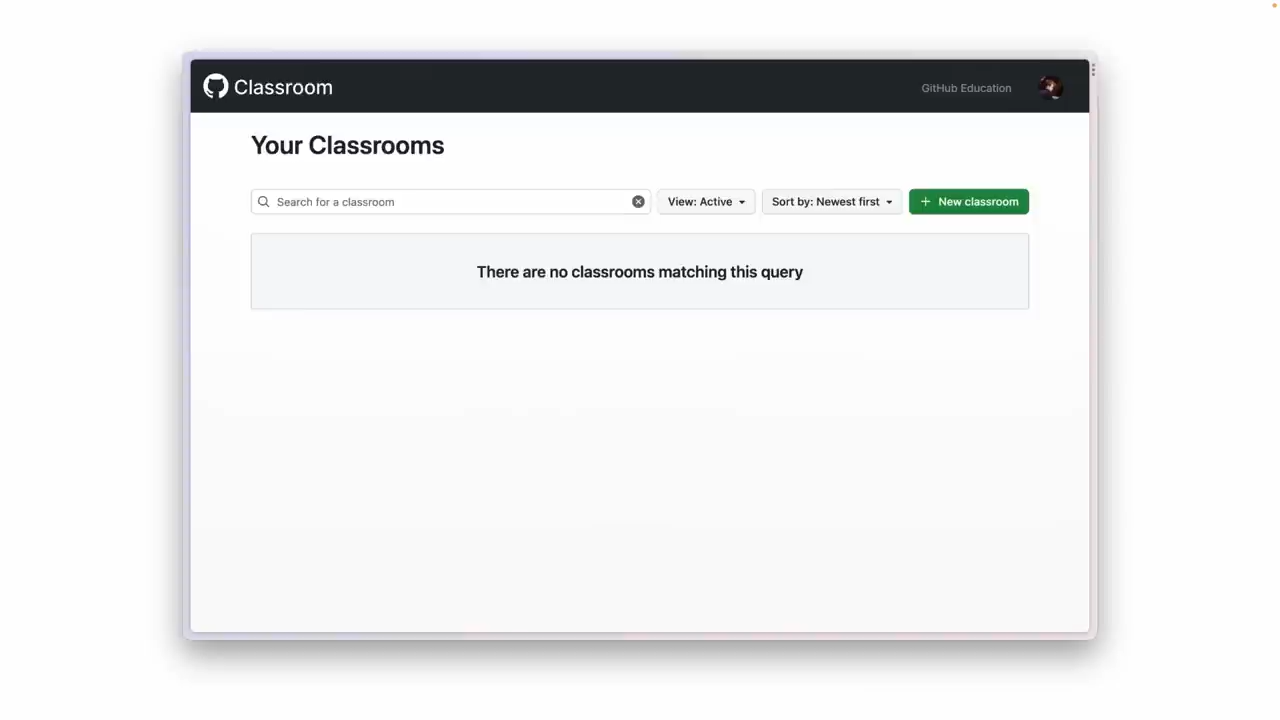 Classroom
GitHub Education
Your Classrooms
Search for a classroom
View: Active
Sort by: Newest first
+ New classroom
There are no classrooms matching this query